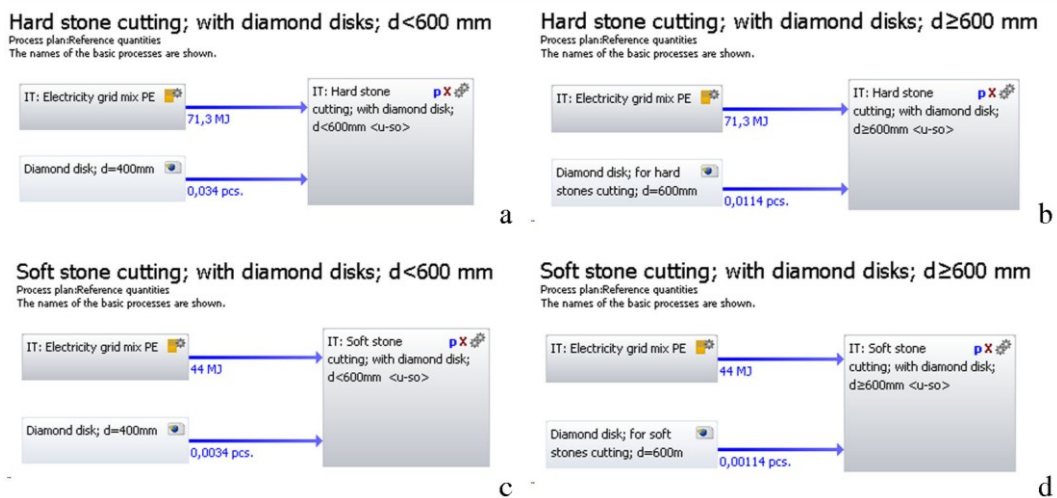 Hard stone cutting; with diamond disks; d<600 mm
Process plan:Reference quantities
The names of the basic processes are shown.
IT: Electricity grid mix PE
71,3 MJ
Diamond disk; d=400mm
0,034 pcs.
IT: Hard stone pX
cutting; with diamond disk;
d<600mm <u-so>
a
Hard stone cutting; with diamond disks; d≥600 mm
Process plan:Reference quantities
The names of the basic processes are shown.
IT: Electricity grid mix PE
71,3 MJ
Diamond disk; for hard
stones cutting; d=600mm
0,0114 pcs.
IT: Hard stone pX
cutting; with diamond disk;
d≥600mm <u-so>
b
Soft stone cutting; with diamond disks; d<600 mm
Process plan:Reference quantities
The names of the basic processes are shown.
IT: Electricity grid mix PE
44 MJ
Diamond disk; d=400mm
0,0034 pcs.
IT: Soft stone pX
cutting; with diamond disk;
d<600mm <u-so>
c
Soft stone cutting; with diamond disks; d≥600 mm
Process plan:Reference quantities
The names of the basic processes are shown.
IT: Electricity grid mix PE
44 MJ
Diamond disk; for soft
stones cutting; d=600m
0,00114 pcs.
IT: Soft stone pX
cutting; with diamond disk;
d≥600mm <u-so>
d